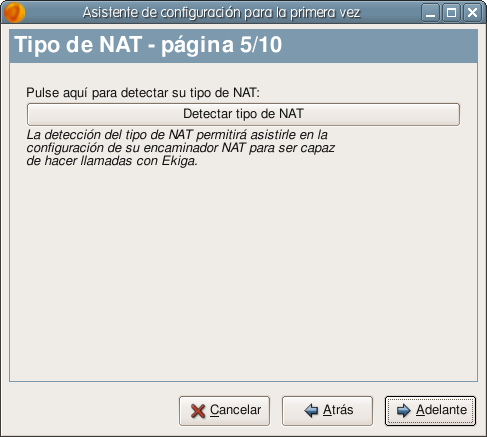 Asistente de configuración para la primera vez
Tipo de NAT - página 5/10
Pulse aquí para detectar su tipo de NAT:
Detectar tipo de NAT
La detección del tipo de NAT permitirá asistirle en la
configuración de su encaminador NAT para ser capaz
de hacer llamadas con Ekiga.
Cancelar
Atrás
Adelante